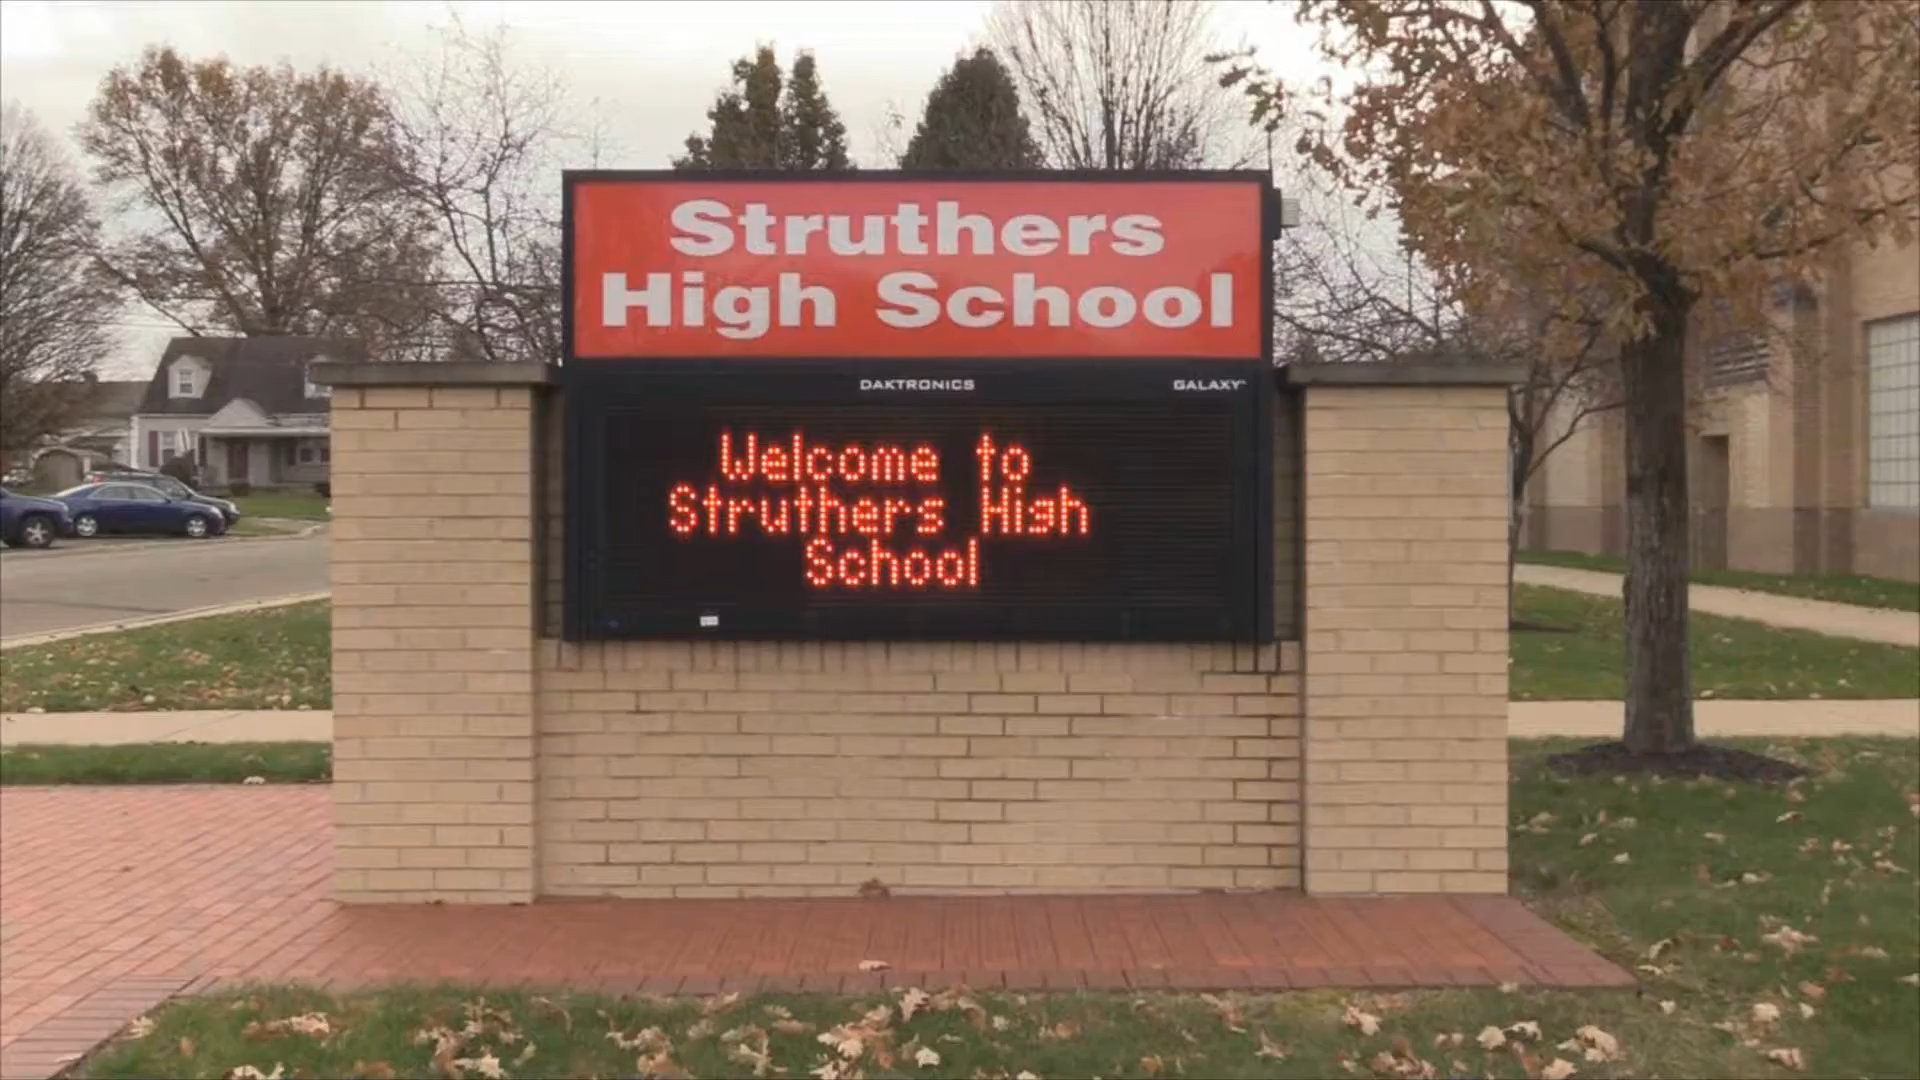 Struthers
High School
DAKTRONICS GALAXY
Welcome to
Struthers High
School